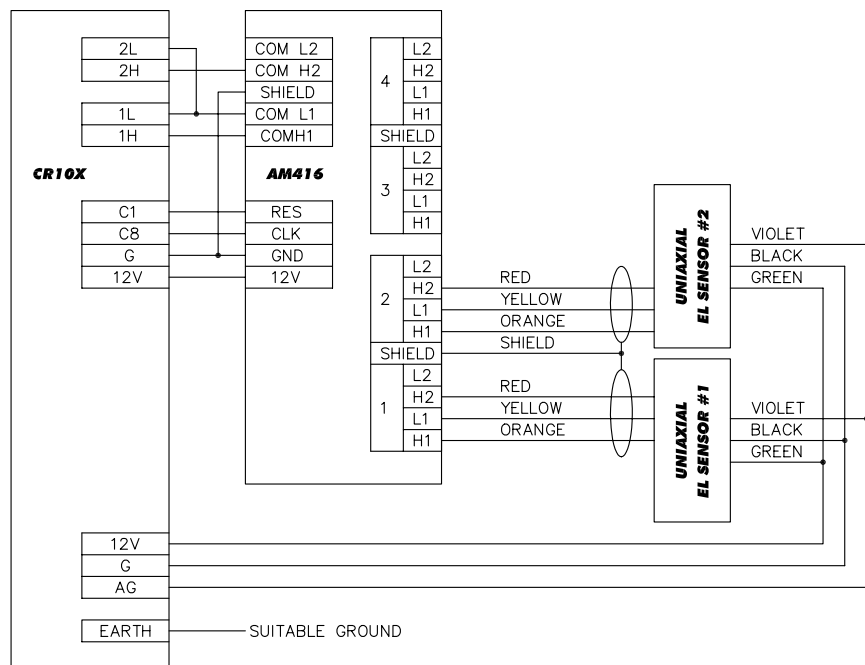 2L
2H
1L
1H
CR10X
C1
C8
G
12V
12V
G
AG
EARTH
SUITABLE GROUND
COM L2
COM H2
SHIELD
COM L1
COMH1
AM416
RES
CLK
GND
12V
4
L2
H2
L1
H1
SHIELD
3
L2
H2
L1
H1
2
L2
H2
L1
H1
SHIELD
1
L2
H2
L1
H1
RED
YELLOW
ORANGE
SHIELD
RED
YELLOW
ORANGE
UNIAXIAL
EL SENSOR #2
VIOLET
BLACK
GREEN
UNIAXIAL
EL SENSOR #1
VIOLET
BLACK
GREEN